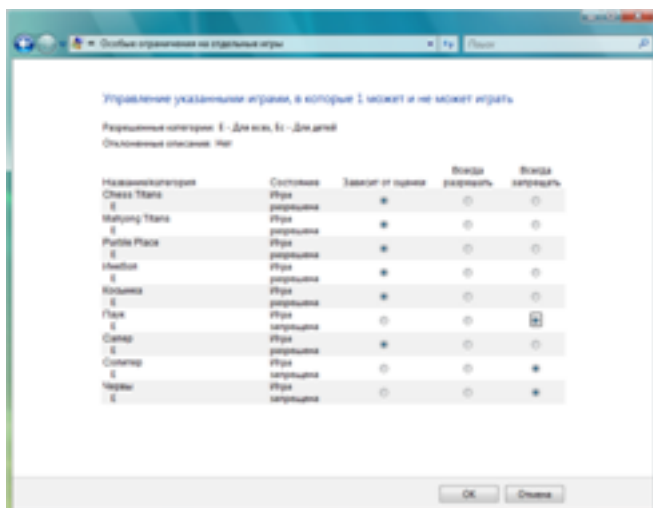 Особые ограничения на отдельные игры
Поиск
Управление указанными играми, в которые 1 может и не может играть
Разрешенные категории: E - Для всех, Ec - Для детей
Отклоненные описания: Нет
Всегда Всегда
Название/категория Состояние Зависит от оценки разрешать запрещать
Chess Titans Игра
E разрешена
Mahjong Titans Игра
E разрешена
Purble Place Игра
E разрешена
Игра
E разрешена
Косынка Игра
E разрешена
Паук Игра
E запрещена
Сапер Игра
E разрешена
Солитер Игра
E запрещена
Червы Игра
E запрещена
OK Отмена